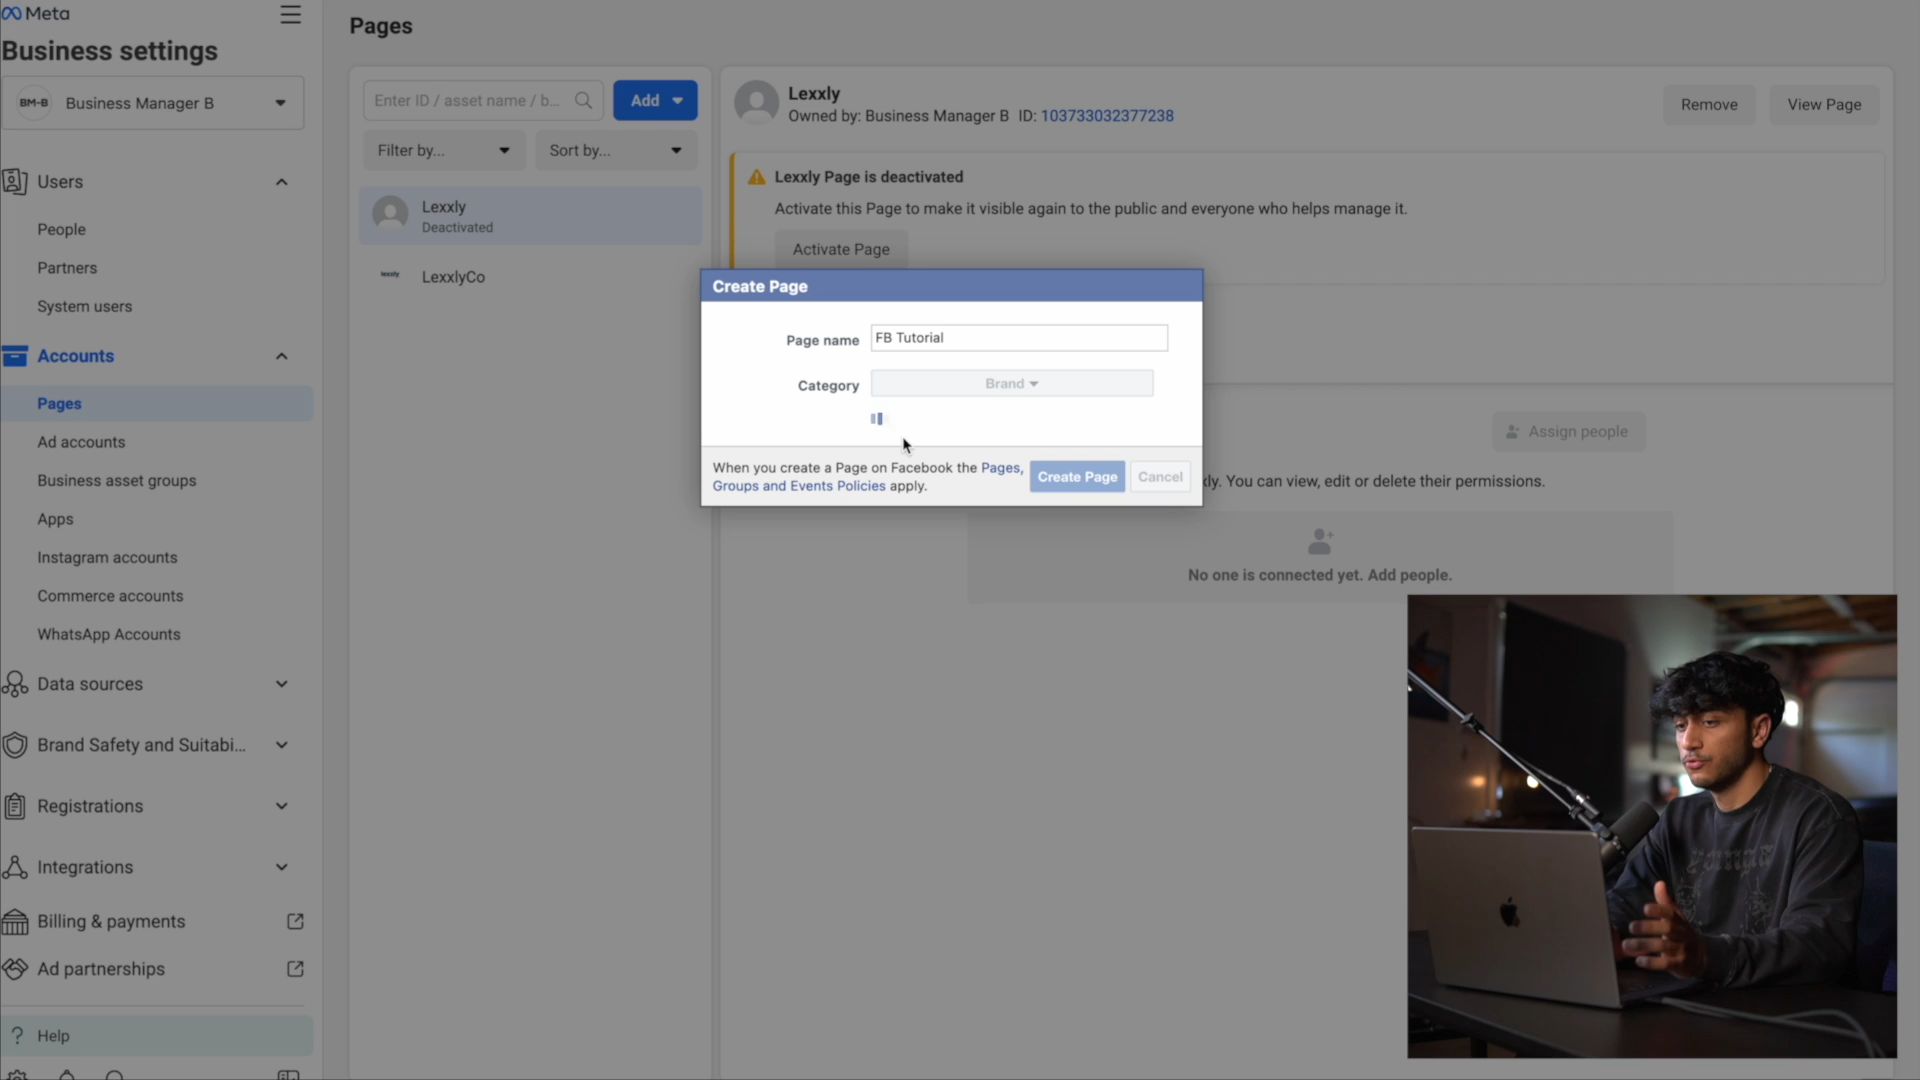 Meta
Business settings
BM-B Business Manager B
Users
People
Partners
System users
Accounts
Pages
Ad accounts
Business asset groups
Apps
Instagram accounts
Commerce accounts
WhatsApp Accounts
Data sources
Brand Safety and Suitabi...
Registrations
Integrations
Billing & payments
Ad partnerships
? Help
Pages
Enter ID / asset name / b...
Add
Filter by...
Sort by...
Lexxly
Deactivated
lexxly LexxlyCo
Lexxly
Owned by: Business Manager B ID: 103733032377238
Remove
View Page
Lexxly Page is deactivated
Activate this Page to make it visible again to the public and everyone who helps manage it.
Activate Page
Create Page
Page name FB Tutorial
Category Brand
When you create a Page on Facebook the Pages,
Groups and Events Policies apply.
Create Page
Cancel
Assign people
xly. You can view, edit or delete their permissions.
No one is connected yet. Add people.